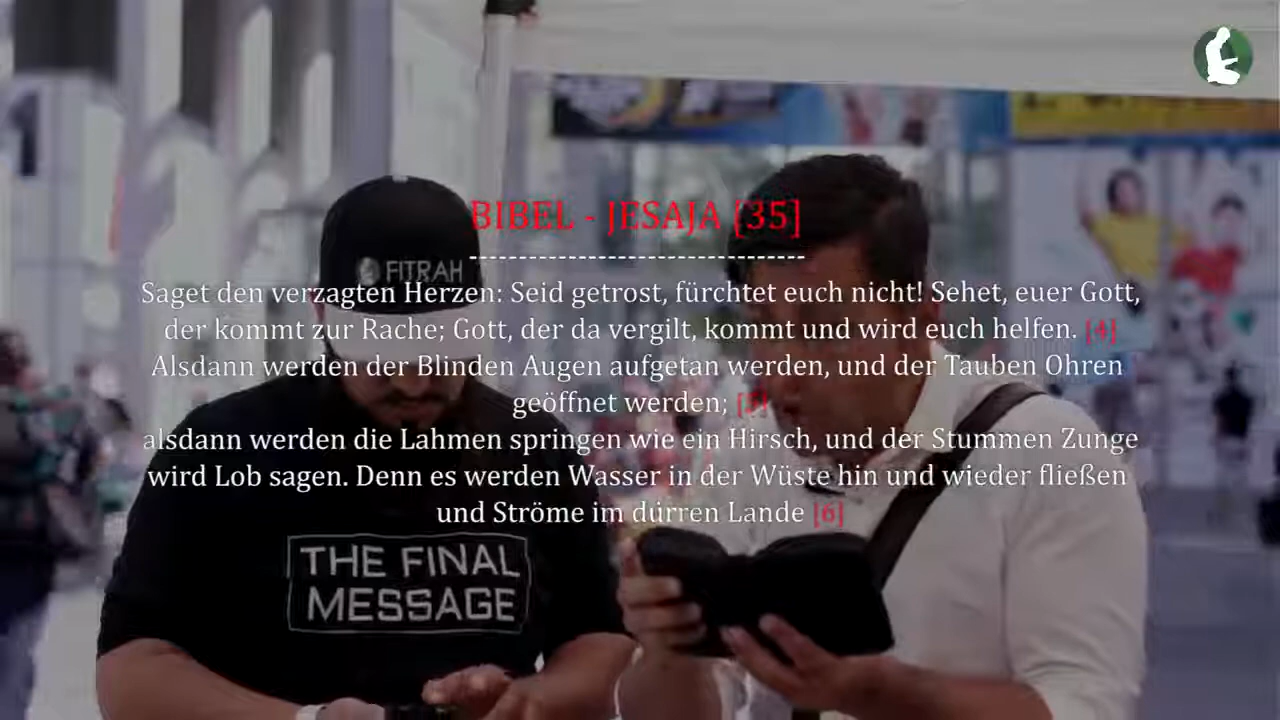 BIBEL - JESAJA [35]
---------------------------------
FITRAH
Saget den verzagten Herzen: Seid getrost, fürchtet euch nicht! Sehet, euer Gott,
der kommt zur Rache; Gott, der da vergilt, kommt und wird euch helfen. [4]
Alsdann werden der Blinden Augen aufgetan werden, und der Tauben Ohren
geöffnet werden; [5]
alsdann werden die Lahmen springen wie ein Hirsch, und der Stummen Zunge
wird Lob sagen. Denn es werden Wasser in der Wüste hin und wieder fließen
und Ströme im dürren Lande [6]
THE FINAL
MESSAGE